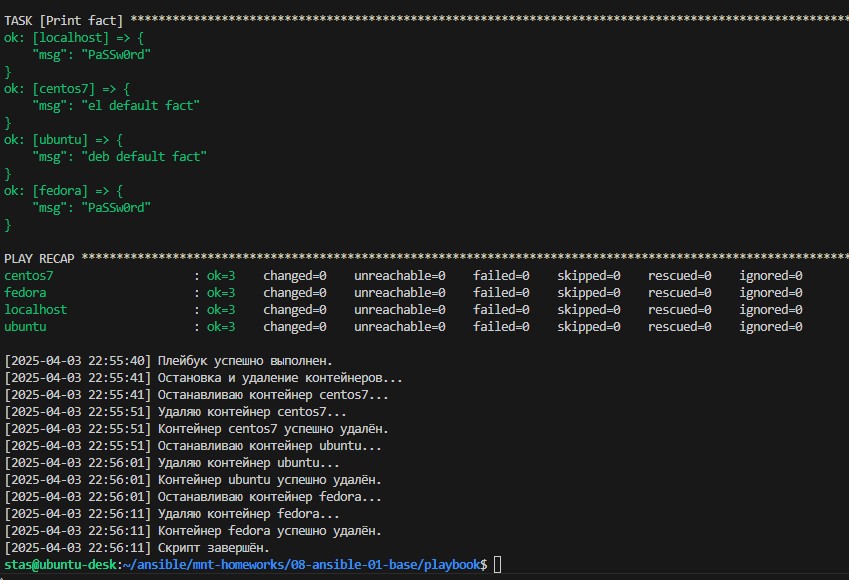 TASK [Print fact] *******************************************************************************************************
ok: [localhost] => {
    "msg": "PaSSw0rd"
}
ok: [centos7] => {
    "msg": "el default fact"
}
ok: [ubuntu] => {
    "msg": "deb default fact"
}
ok: [fedora] => {
    "msg": "PaSSw0rd"
}
PLAY RECAP **************************************************************************************************************
centos7                    : ok=3    changed=0    unreachable=0    failed=0    skipped=0    rescued=0    ignored=0
fedora                     : ok=3    changed=0    unreachable=0    failed=0    skipped=0    rescued=0    ignored=0
localhost                  : ok=3    changed=0    unreachable=0    failed=0    skipped=0    rescued=0    ignored=0
ubuntu                     : ok=3    changed=0    unreachable=0    failed=0    skipped=0    rescued=0    ignored=0
[2025-04-03 22:55:40] Плейбук успешно выполнен.
[2025-04-03 22:55:41] Остановка и удаление контейнеров...
[2025-04-03 22:55:41] Останавливаю контейнер centos7...
[2025-04-03 22:55:51] Удаляю контейнер centos7...
[2025-04-03 22:55:51] Контейнер centos7 успешно удалён.
[2025-04-03 22:55:51] Останавливаю контейнер ubuntu...
[2025-04-03 22:56:01] Удаляю контейнер ubuntu...
[2025-04-03 22:56:01] Контейнер ubuntu успешно удалён.
[2025-04-03 22:56:01] Останавливаю контейнер fedora...
[2025-04-03 22:56:11] Удаляю контейнер fedora...
[2025-04-03 22:56:11] Контейнер fedora успешно удалён.
[2025-04-03 22:56:11] Скрипт завершён.
stas@ubuntu-desk:~/ansible/mnt-homeworks/08-ansible-01-base/playbook$